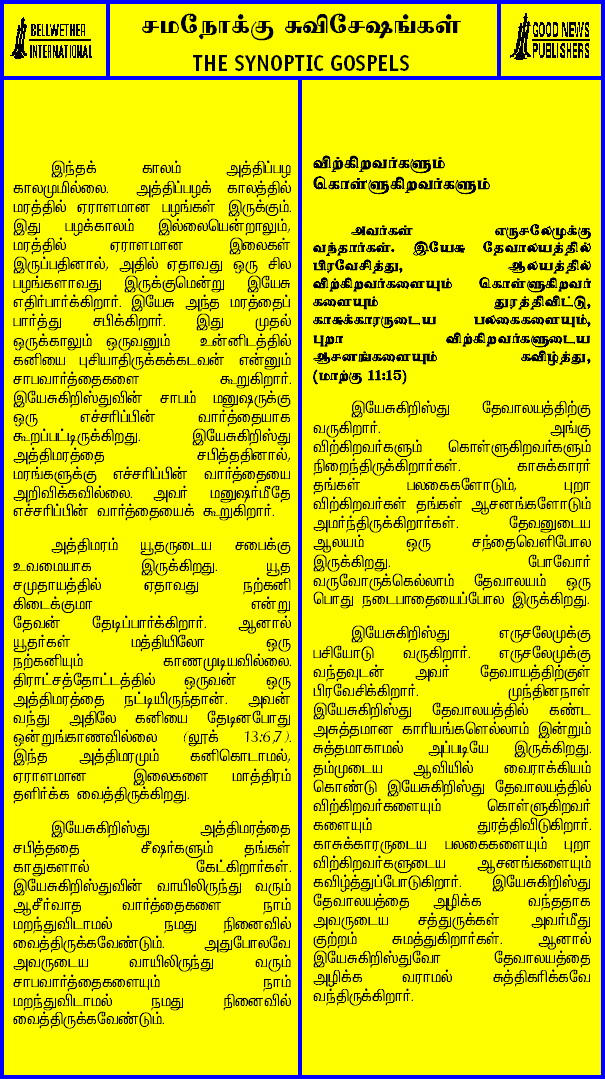 BELLWETHER
INTERNATIONAL
சமநோக்கு சுவிசேஷங்கள்
THE SYNOPTIC GOSPELS
GOOD NEWS
PUBLISHERS
இந்தக் காலம் அத்திப்பழ
காலமுமில்லை. அத்திப்பழக் காலத்தில்
மரத்தில் ஏராளமான பழங்கள் இருக்கும்.
இது பழக்காலம் இல்லையென்றாலும்,
மரத்தில் ஏராளமான இலைகள்
இருப்பதினால், அதில் ஏதாவது ஒரு சில
பழங்களாவது இருக்குமென்று இயேசு
எதிர்பார்க்கிறார். இயேசு அந்த மரத்தைப்
பார்த்து சபிக்கிறார். இது முதல்
ஒருக்காலும் ஒருவனும் உன்னிடத்தில்
கனியை புசியாதிருக்கக்கடவன் என்னும்
சாபவார்த்தைகளை கூறுகிறார்.
இயேசுகிறிஸ்துவின் சாபம் மனுஷருக்கு
ஒரு எச்சரிப்பின் வார்த்தையாக
கூறப்பட்டிருக்கிறது. இயேசுகிறிஸ்து
அத்திமரத்தை சபித்ததினால்,
மரங்களுக்கு எச்சரிப்பின் வார்த்தையை
அறிவிக்கவில்லை. அவர் மனுஷர்மீதே
எச்சரிப்பின் வார்த்தையைக் கூறுகிறார்.
அத்திமரம் யூதருடைய சபைக்கு
உவமையாக இருக்கிறது. யூத
சமுதாயத்தில் ஏதாவது நற்கனி
கிடைக்குமா என்று
தேவன் தேடிப்பார்க்கிறார். ஆனால்
யூதர்கள் மத்தியிலோ ஒரு
நற்கனியும் காணமுடியவில்லை.
திராட்சத்தோட்டத்தில் ஒருவன் ஒரு
அத்திமரத்தை நட்டியிருந்தான். அவன்
வந்து அதிலே கனியை தேடினபோது
ஒன்றுங்காணவில்லை (லூக் 13:6,7).
இந்த அத்திமரமும் கனிகொடாமல்,
ஏராளமான இலைகளை மாத்திரம்
தளிர்க்க வைத்திருக்கிறது.
இயேசுகிறிஸ்து அத்திமரத்தை
சபித்ததை சீஷர்களும் தங்கள்
காதுகளால் கேட்கிறார்கள்.
இயேசுகிறிஸ்துவின் வாயிலிருந்து வரும்
ஆசீர்வாத வார்த்தைகளை நாம்
மறந்துவிடாமல் நமது நினைவில்
வைத்திருக்கவேண்டும். அதுபோலவே
அவருடைய வாயிலிருந்து வரும்
சாபவார்த்தைகளையும் நாம்
மறந்துவிடாமல் நமது நினைவில்
வைத்திருக்கவேண்டும்.
விற்கிறவர்களும்
கொள்ளுகிறவர்களும்
அவர்கள் எருசலேமுக்கு
வந்தார்கள். இயேசு தேவாலயத்தில்
பிரவேசித்து, ஆலயத்தில்
விற்கிறவர்களையும் கொள்ளுகிறவர்
களையும் துரத்திவிட்டு,
காசுக்காரருடைய பலகைகளையும்,
புறா விற்கிறவர்களுடைய
ஆசனங்களையும் கவிழ்த்து,
(மாற்கு 11:15)
இயேசுகிறிஸ்து தேவாலயத்திற்கு
வருகிறார். அங்கு
விற்கிறவர்களும் கொள்ளுகிறவர்களும்
நிறைந்திருக்கிறார்கள். காசுக்காரர்
தங்கள் பலகைகளோடும், புறா
விற்கிறவர்கள் தங்கள் ஆசனங்களோடும்
அமர்ந்திருக்கிறார்கள். தேவனுடைய
ஆலயம் ஒரு சந்தைவெளிபோல
இருக்கிறது. போவோர்
வருவோருக்கெல்லாம் தேவாலயம் ஒரு
பொது நடைபாதையைப்போல இருக்கிறது.
இயேசுகிறிஸ்து எருசலேமுக்கு
பசியோடு வருகிறார். எருசலேமுக்கு
வந்தவுடன் அவர் தேவாயத்திற்குள்
பிரவேசிக்கிறார். முந்தினநாள்
இயேசுகிறிஸ்து தேவாலயத்தில் கண்ட
அசுத்தமான காரியங்களெல்லாம் இன்றும்
சுத்தமாகாமல் அப்படியே இருக்கிறது.
தம்முடைய ஆவியில் வைராக்கியம்
கொண்டு இயேசுகிறிஸ்து தேவாலயத்தில்
விற்கிறவர்களையும் கொள்ளுகிறவர்
களையும் துரத்திவிடுகிறார்.
காசுக்காரருடைய பலகைகளையும் புறா
விற்கிறவர்களுடைய ஆசனங்களையும்
கவிழ்த்துப்போடுகிறார். இயேசுகிறிஸ்து
தேவாலயத்தை அழிக்க வந்ததாக
அவருடைய சத்துருக்கள் அவர்மீது
குற்றம் சுமத்துகிறார்கள். ஆனால்
இயேசுகிறிஸ்துவோ தேவாலயத்தை
அழிக்க வராமல் சுத்திகரிக்கவே
வந்திருக்கிறார்.